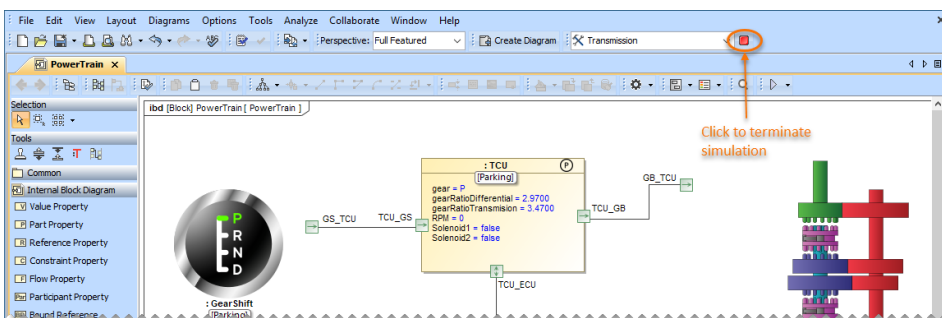 File Edit View Layout Diagrams Options Tools Analyze Collaborate Window Help
Perspective: Full Featured Create Diagram Transmission
PowerTrain
Selection
ibd [Block] PowerTrain [ PowerTrain ]
Click to terminate
simulation
Tools
Common
Internal Block Diagram
Value Property
Part Property
Reference Property
Constraint Property
Flow Property
Participant Property
Bound Reference
P
R
N
D
: GearShift
[Parking]
GS_TCU
TCU_GS
: TCU
P
[Parking]
gear = P
gearRatioDifferential = 2.9700
gearRatioTransmision = 3.4700
RPM = 0
Solenoid1 = false
Solenoid2 = false
TCU_GB
GB_TCU
TCU_ECU